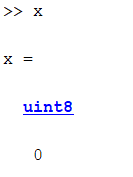 >> x
x =
uint8
0